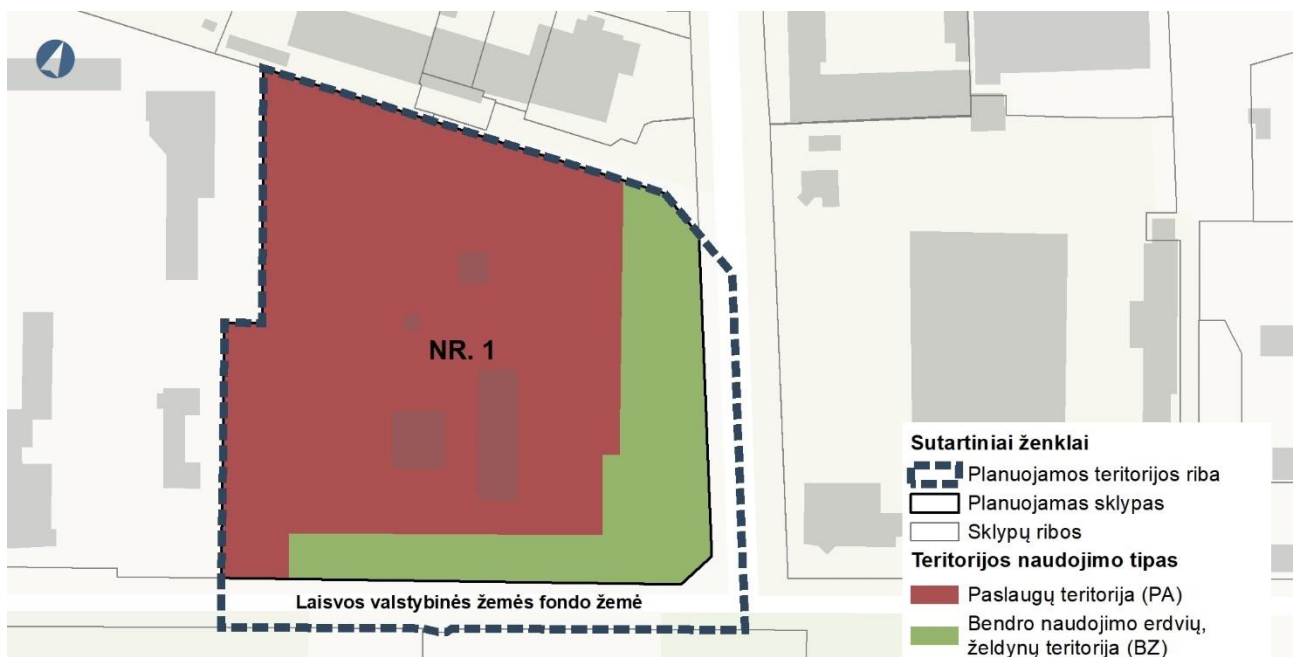 NR. 1
Laisvos valstybinės žemės fondo žemė
Sutartiniai ženklai
Planuojamos teritorijos riba
Planuojamas sklypas
Sklypų ribos
Teritorijos naudojimo tipas
Paslaugų teritorija (PA)
Bendro naudojimo erdvių,
želdynų teritorija (BZ)